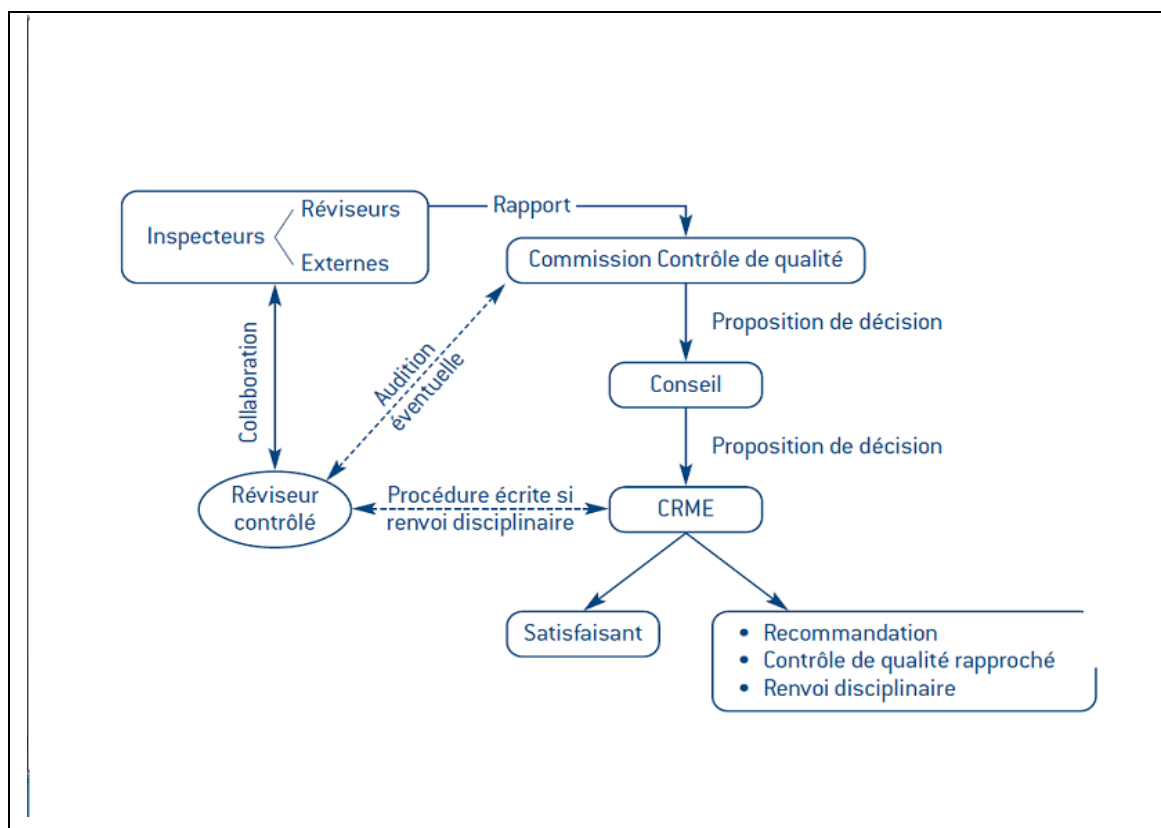 Réviseurs
Rapport
Inspecteurs
Externes
Commission Contrôle de qualité
Proposition de décision
Collaboration
Audition
éventuelle
Conseil
Proposition de décision
Réviseur
contrôlé
Procédure écrite si
renvoi disciplinaire
CRME
Satisfaisant
• Recommandation
• Contrôle de qualité rapproché
• Renvoi disciplinaire